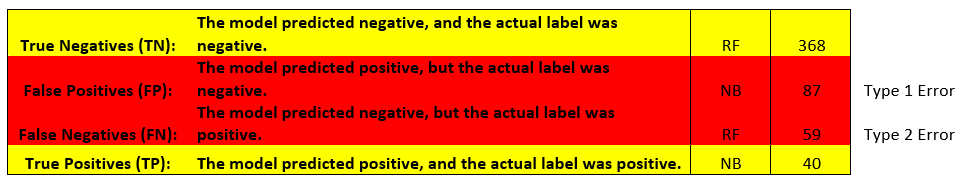 The model predicted negative, and the actual label was
True Negatives (TN): negative. RF 368
The model predicted positive, but the actual label was
False Positives (FP): negative. NB 87 Type 1 Error
The model predicted negative, but the actual label was
False Negatives (FN): positive. RF 59 Type 2 Error
True Positives (TP): The model predicted positive, and the actual label was positive. NB 40